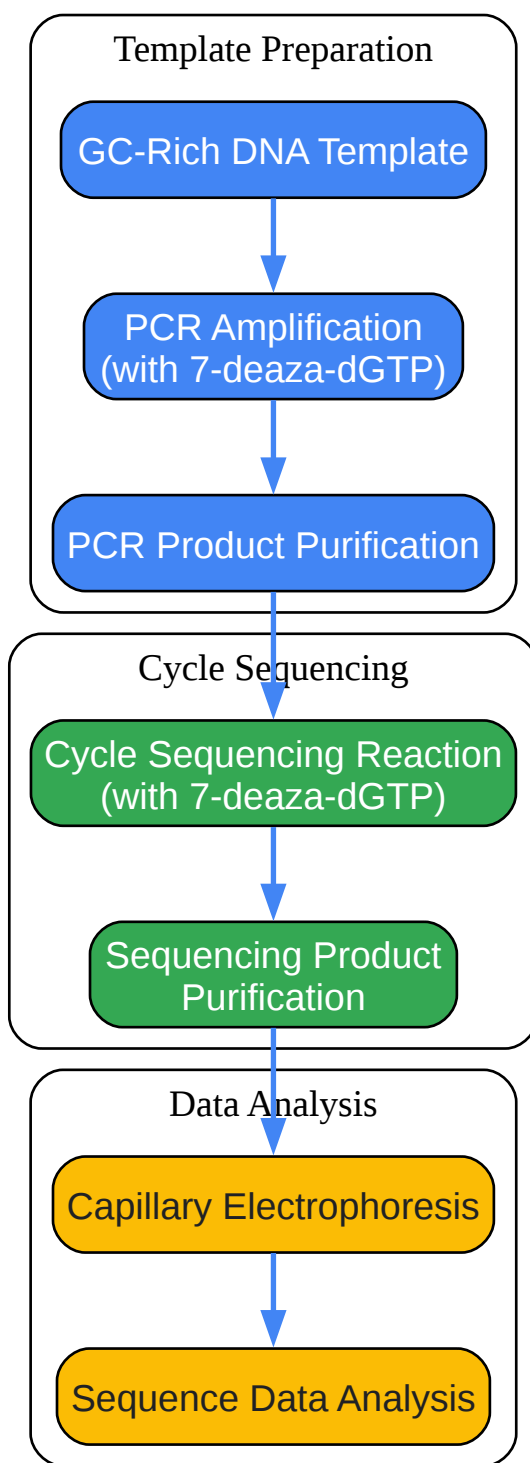 Template Preparation
GC-Rich DNA Template
PCR Amplification
(with 7-deaza-dGTP)
PCR Product Purification
Cycle Sequencing
Cycle Sequencing Reaction
(with 7-deaza-dGTP)
Sequencing Product
Purification
Data Analysis
Capillary Electrophoresis
Sequence Data Analysis